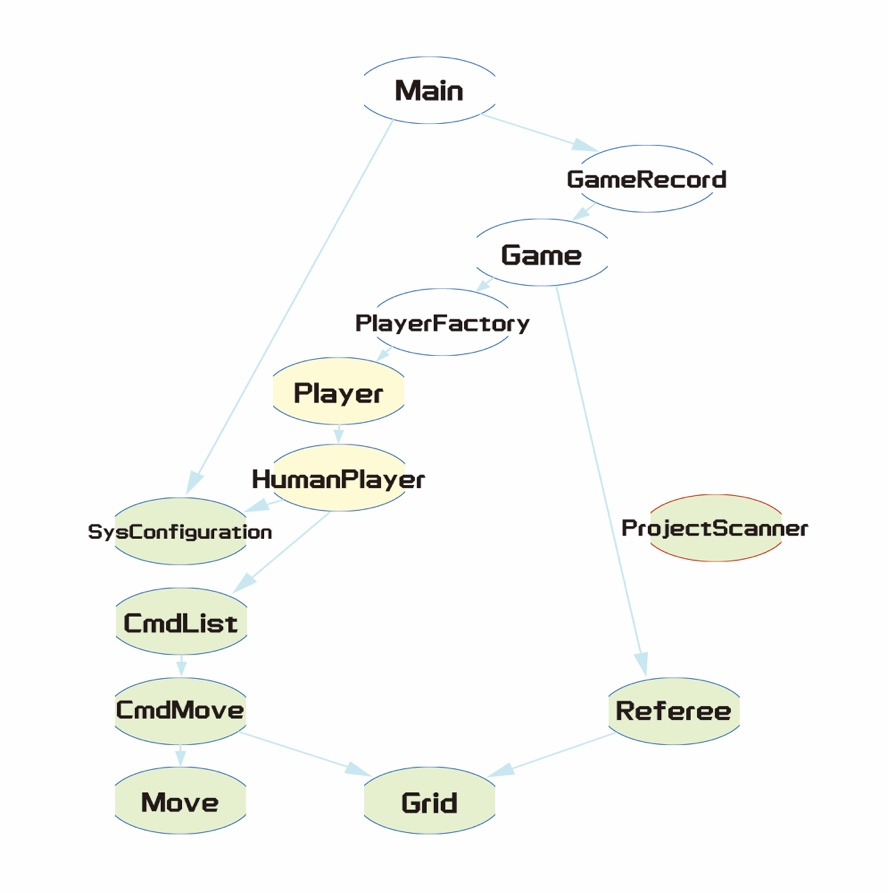 Main
GameRecord
Game
PlayerFactory
Player
HumanPlayer
SysConfiguration
ProjectScanner
CmdList
CmdMove
Referee
Move
Grid